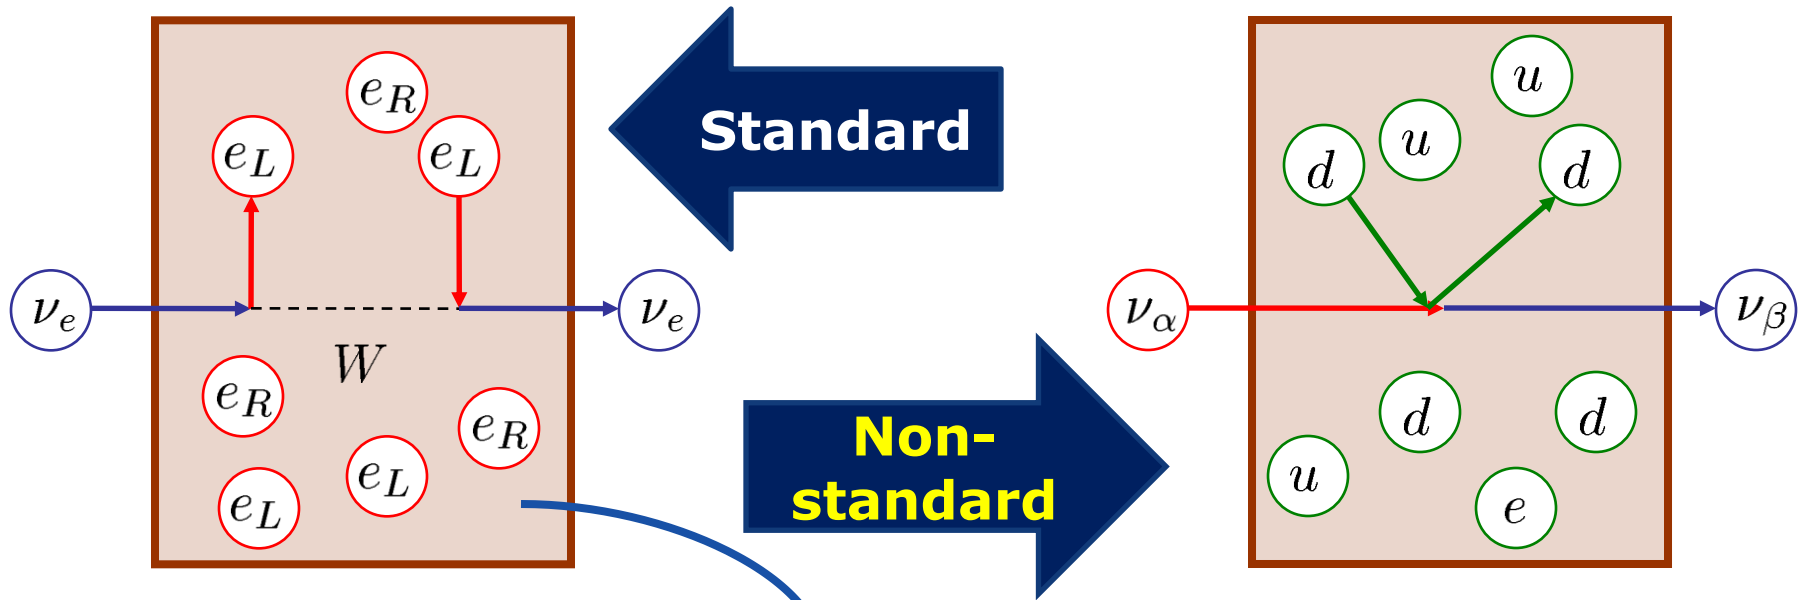 e_R
e_L
e_L
Standard
ν_e
ν_e
W
e_R
e_R
e_L
e_L
Non-
standard
u
u
d
d
ν_α
ν_β
d
d
u
e